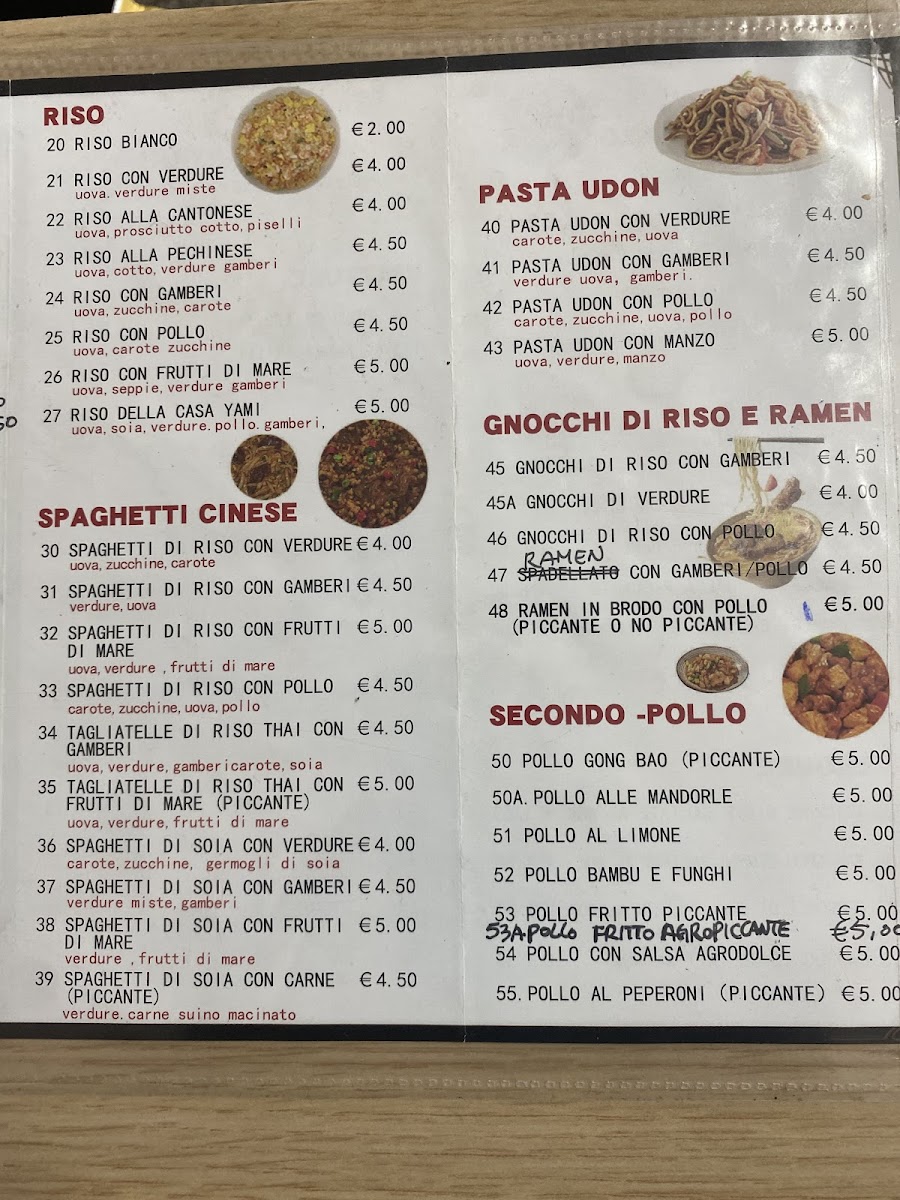 RISO
20 RISO BIANCO €2.00
21 RISO CON VERDURE €4.00
uova. verdure miste
22 RISO ALLA CANTONESE €4.00
uova, prosciutto cotto, piselli
23 RISO ALLA PECHINESE €4.50
uova, cotto, verdure gamberi
24 RISO CON GAMBERI €4.50
uova, zucchine, carote
25 RISO CON POLLO €4.50
uova, carote zucchine
26 RISO CON FRUTTI DI MARE €5.00
uova, seppie, verdure gamberi
27 RISO DELLA CASA YAMI €5.00
uova, soia, verdure. pollo. gamberi,
SPAGHETTI CINESE
30 SPAGHETTI DI RISO CON VERDURE €4.00
uova, zucchine, carote
31 SPAGHETTI DI RISO CON GAMBERI €4.50
verdure, uova
32 SPAGHETTI DI RISO CON FRUTTI €5.00
DI MARE
uova, verdure , frutti di mare
33 SPAGHETTI DI RISO CON POLLO €4.50
carote, zucchine, uova, pollo
34 TAGLIATELLE DI RISO THAI CON €4.50
GAMBERI
uova, verdure, gambericarote, soia
35 TAGLIATELLE DI RISO THAI CON €5.00
FRUTTI DI MARE (PICCANTE)
uova, verdure, frutti di mare
36 SPAGHETTI DI SOIA CON VERDURE €4.00
carote, zucchine, germogli di soia
37 SPAGHETTI DI SOIA CON GAMBERI €4.50
verdure miste, gamberi
38 SPAGHETTI DI SOIA CON FRUTTI €5.00
DI MARE
verdure , frutti di mare
39 SPAGHETTI DI SOIA CON CARNE €4.50
(PICCANTE)
verdure. carne suino macinato
PASTA UDON
40 PASTA UDON CON VERDURE €4.00
carote, zucchine, uova
41 PASTA UDON CON GAMBERI €4.50
verdure uova, gamberi.
42 PASTA UDON CON POLLO €4.50
carote, zucchine, uova, pollo
43 PASTA UDON CON MANZO €5.00
uova, verdure, manzo
GNOCCHI DI RISO E RAMEN
45 GNOCCHI DI RISO CON GAMBERI €4.50
45A GNOCCHI DI VERDURE €4.00
46 GNOCCHI DI RISO CON POLLO €4.50
RAMEN
47 SPADELLATO CON GAMBERI/POLLO €4.50
48 RAMEN IN BRODO CON POLLO €5.00
(PICCANTE O NO PICCANTE)
SECONDO -POLLO
50 POLLO GONG BAO (PICCANTE) €5.00
50A. POLLO ALLE MANDORLE €5.00
51 POLLO AL LIMONE €5.00
52 POLLO BAMBU E FUNGHI €5.00
53 POLLO FRITTO PICCANTE €5.00
53A. POLLO FRITTO AGROPICCANTE €5,00
54 POLLO CON SALSA AGRODOLCE €5.00
55. POLLO AL PEPERONI (PICCANTE) €5.00